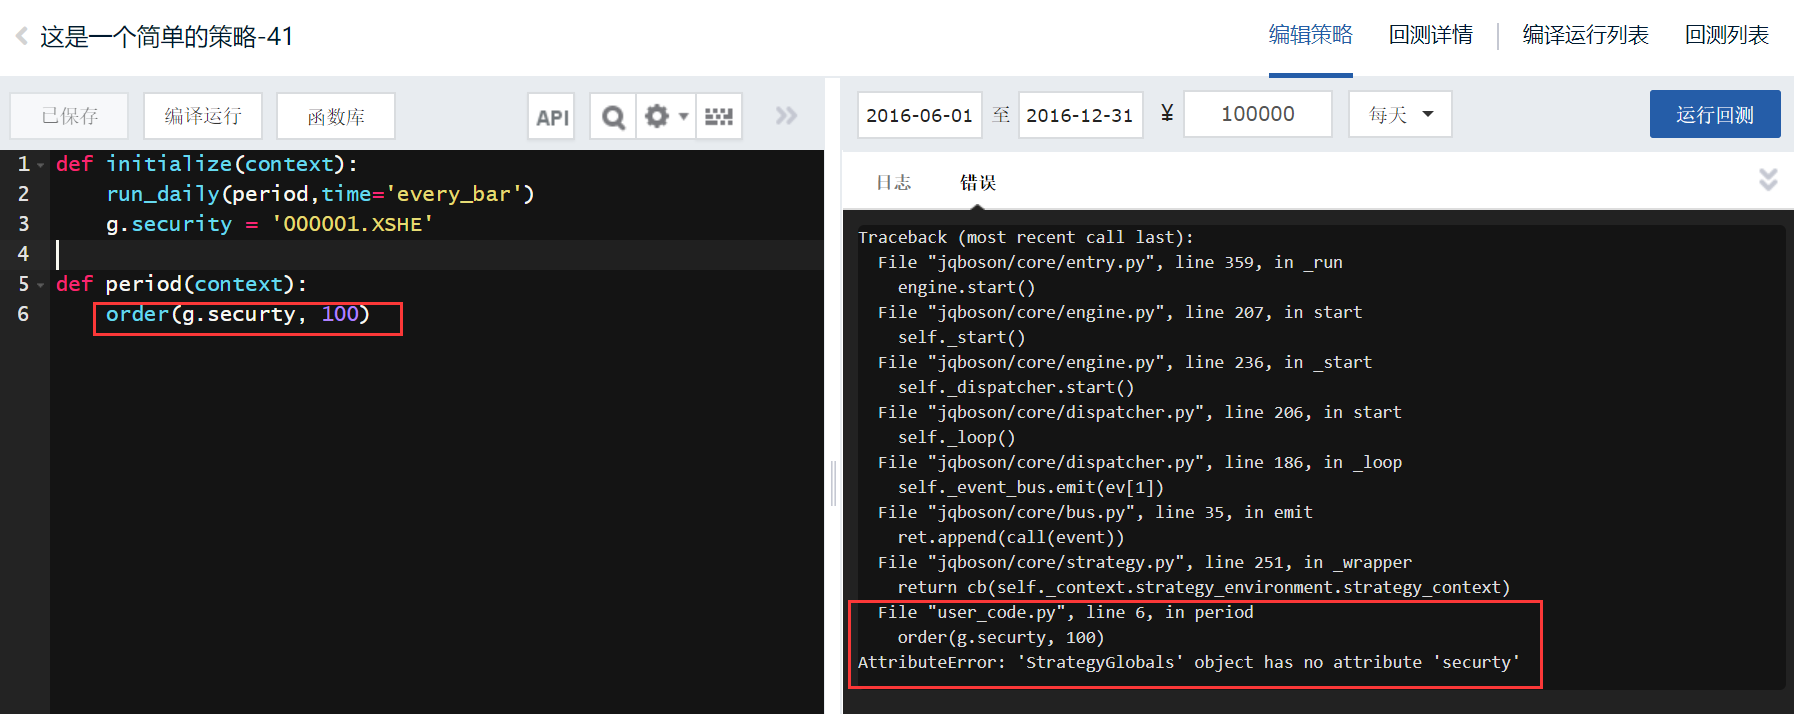 这是一个简单的策略-41
编辑策略 回测详情 编译运行列表 回测列表
已保存 编译运行 函数库 API
2016-06-01 至 2016-12-31 ¥ 100000 每天 运行回测
1 def initialize(context):
2     run_daily(period,time='every_bar')
3     g.security = '000001.XSHE'
4
5 def period(context):
6     order(g.securty, 100)
日志 错误
Traceback (most recent call last):
  File "jqboson/core/entry.py", line 359, in _run
    engine.start()
  File "jqboson/core/engine.py", line 207, in start
    self._start()
  File "jqboson/core/engine.py", line 236, in _start
    self._dispatcher.start()
  File "jqboson/core/dispatcher.py", line 206, in start
    self._loop()
  File "jqboson/core/dispatcher.py", line 186, in _loop
    self._event_bus.emit(ev[1])
  File "jqboson/core/bus.py", line 35, in emit
    ret.append(call(event))
  File "jqboson/core/strategy.py", line 251, in _wrapper
    return cb(self._context.strategy_environment.strategy_context)
  File "user_code.py", line 6, in period
    order(g.securty, 100)
AttributeError: 'StrategyGlobals' object has no attribute 'securty'